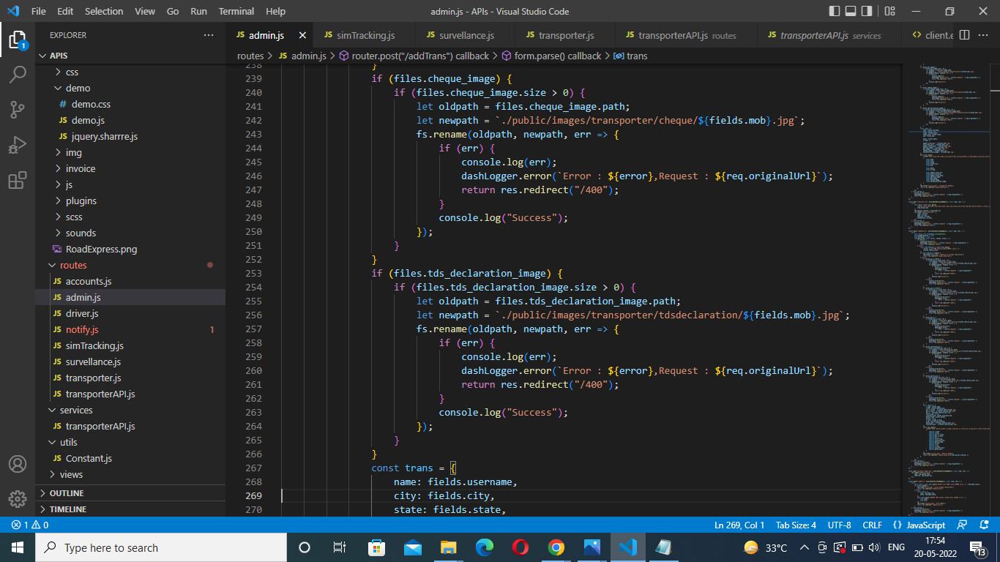 File Edit Selection View Go Run Terminal Help admin.js - APIs - Visual Studio Code
EXPLORER
admin.js simTracking.js survellance.js transporter.js transporterAPI.js routes transporterAPI.js services client.e
routes > admin.js > router.post("/addTrans") callback > form.parse() callback > trans
APIS
css
demo
demo.css
demo.js
jquery.sharrre.js
img
invoice
js
plugins
scss
sounds
RoadExpress.png
routes
accounts.js
admin.js
driver.js
notify.js 1
simTracking.js
survellance.js
transporter.js
transporterAPI.js
services
transporterAPI.js
utils
Constant.js
views
OUTLINE
TIMELINE
238 }
239 if (files.cheque_image) {
240 if (files.cheque_image.size > 0) {
241 let oldpath = files.cheque_image.path;
242 let newpath = `./public/images/transporter/cheque/${fields.mob}.jpg`;
243 fs.rename(oldpath, newpath, err => {
244 if (err) {
245 console.log(err);
246 dashLogger.error(`Error : ${error},Request : ${req.originalUrl}`);
247 return res.redirect("/400");
248 }
249 console.log("Success");
250 });
251 }
252 }
253 if (files.tds_declaration_image) {
254 if (files.tds_declaration_image.size > 0) {
255 let oldpath = files.tds_declaration_image.path;
256 let newpath = `./public/images/transporter/tdsdeclaration/${fields.mob}.jpg`;
257 fs.rename(oldpath, newpath, err => {
258 if (err) {
259 console.log(err);
260 dashLogger.error(`Error : ${error},Request : ${req.originalUrl}`);
261 return res.redirect("/400");
262 }
263 console.log("Success");
264 });
265 }
266 }
267 const trans = {
268 name: fields.username,
269 city: fields.city,
270 state: fields.state,
1 0 Ln 269, Col 1 Tab Size: 4 UTF-8 CRLF {} JavaScript
Type here to search 33°C ENG 17:54
20-05-2022 13